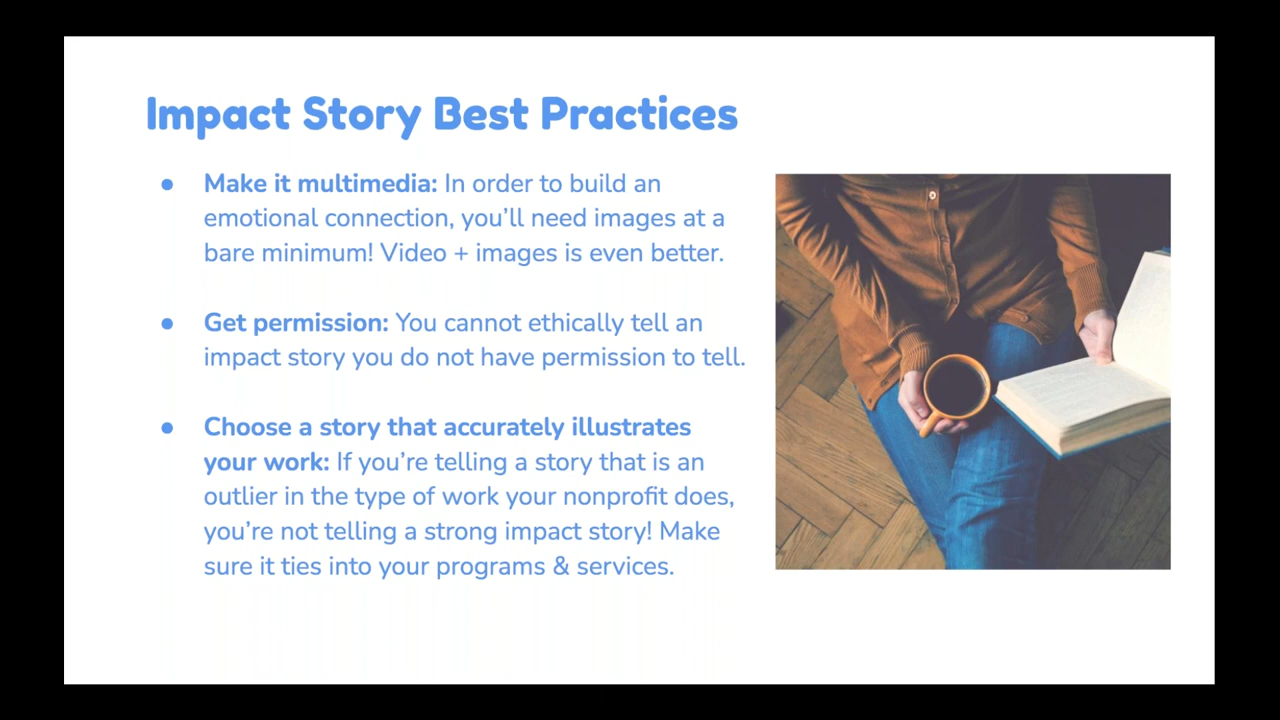 Impact Story Best Practices
● Make it multimedia: In order to build an
emotional connection, you’ll need images at a
bare minimum! Video + images is even better.
● Get permission: You cannot ethically tell an
impact story you do not have permission to tell.
● Choose a story that accurately illustrates
your work: If you’re telling a story that is an
outlier in the type of work your nonprofit does,
you’re not telling a strong impact story! Make
sure it ties into your programs & services.